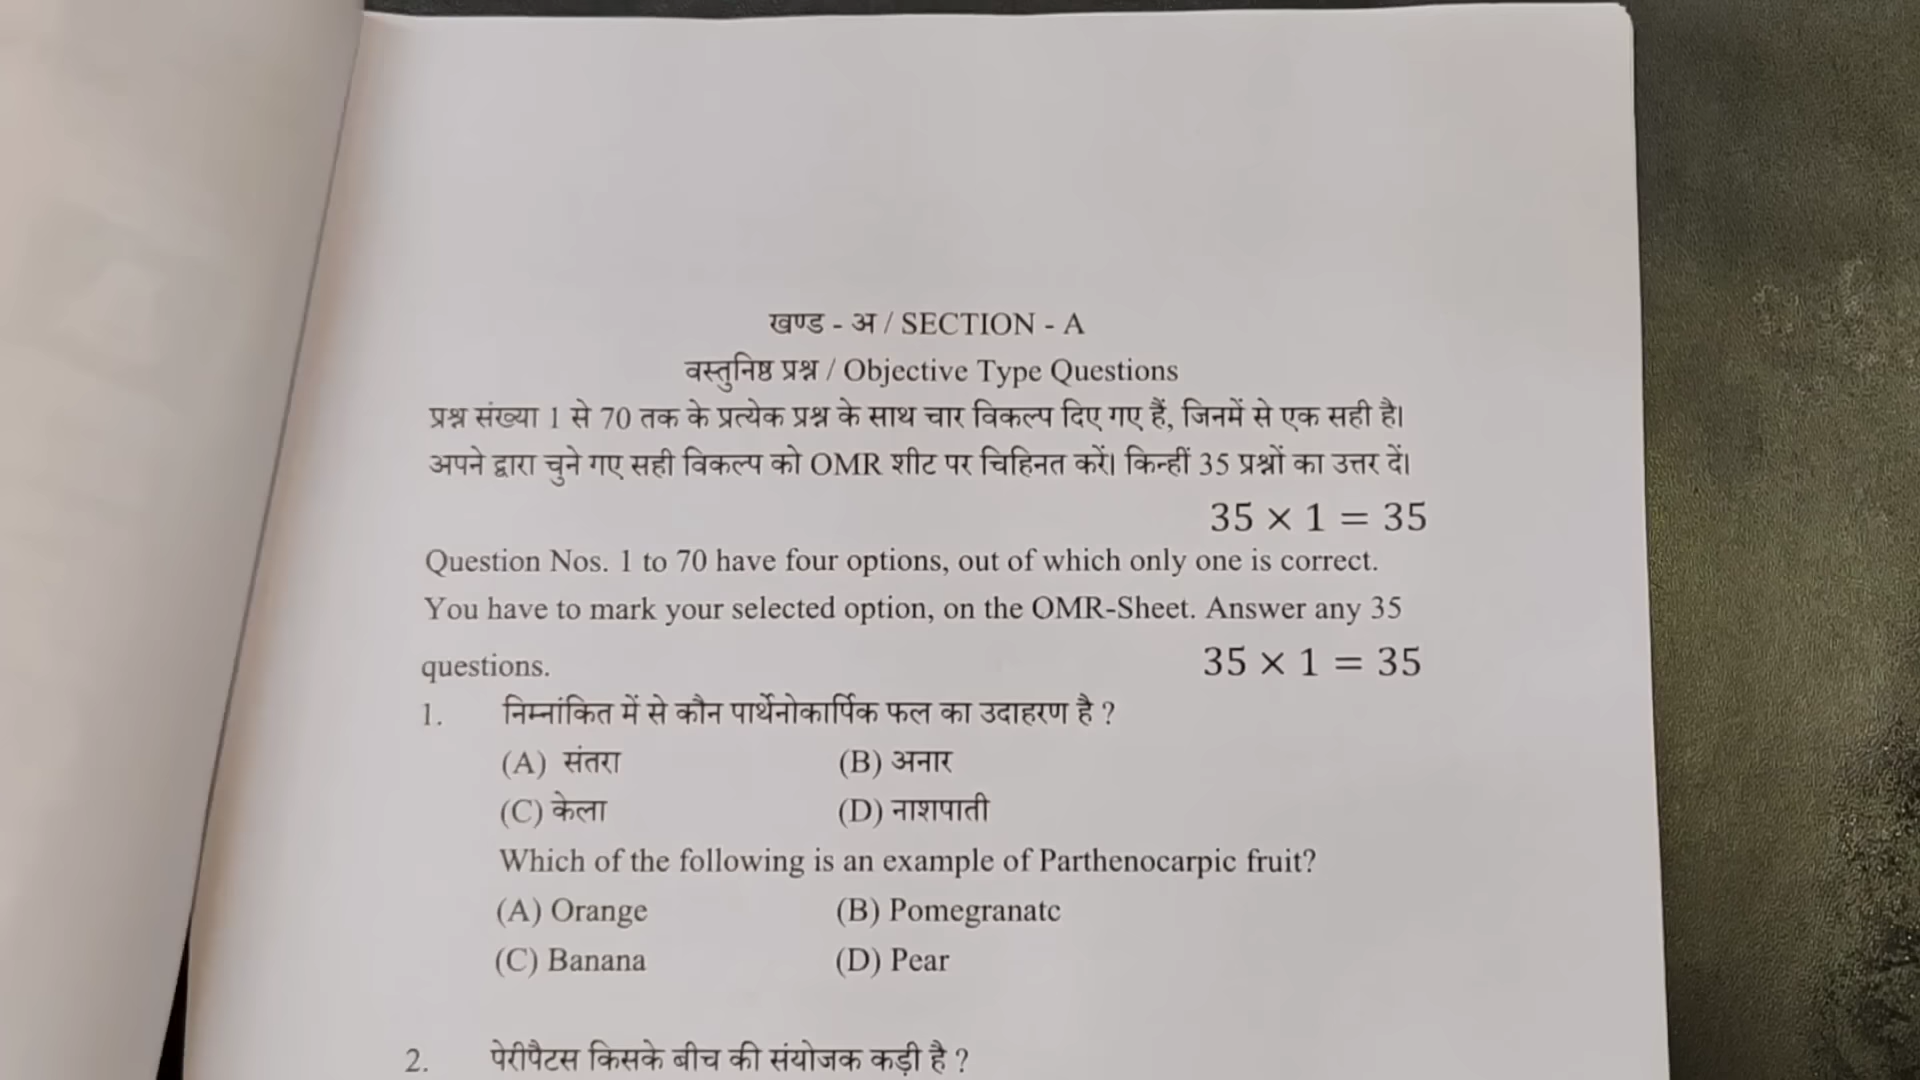 खण्ड - अ / SECTION - A
वस्तुनिष्ठ प्रश्न / Objective Type Questions
प्रश्न संख्या 1 से 70 तक के प्रत्येक प्रश्न के साथ चार विकल्प दिए गए हैं, जिनमें से एक सही है।
अपने द्वारा चुने गए सही विकल्प को OMR शीट पर चिहिनत करें। किन्हीं 35 प्रश्नों का उत्तर दें।
35 × 1 = 35
Question Nos. 1 to 70 have four options, out of which only one is correct.
You have to mark your selected option, on the OMR-Sheet. Answer any 35
questions. 35 × 1 = 35
1. निम्नांकित में से कौन पार्थेनोकार्पिक फल का उदाहरण है ?
(A) संतरा (B) अनार
(C) केला (D) नाशपाती
Which of the following is an example of Parthenocarpic fruit?
(A) Orange (B) Pomegranatc
(C) Banana (D) Pear
2. पेरीपैटस किसके बीच की संयोजक कड़ी है ?